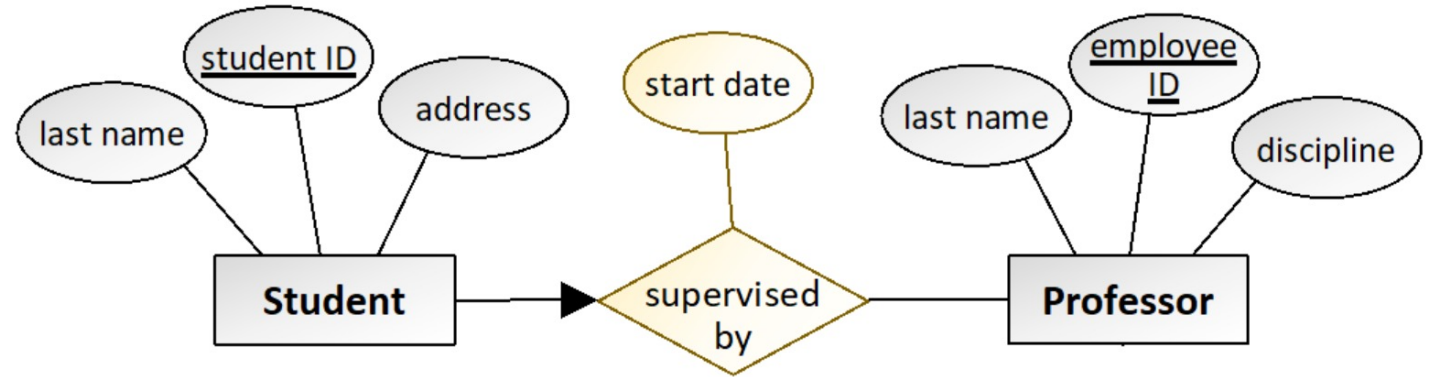 last name
student ID
address
start date
last name
employee
ID
discipline
Student
supervised
by
Professor